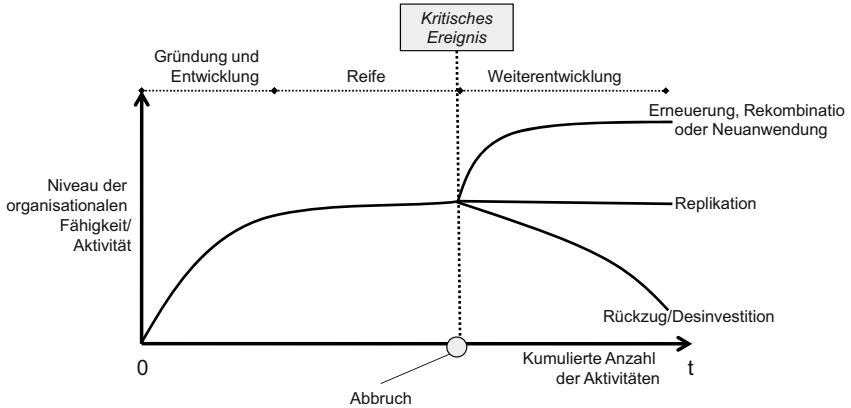 Kritisches
Ereignis
Gründung und
Entwicklung
Reife
Weiterentwicklung
Erneuerung, Rekombinatio
oder Neuanwendung
Niveau der
organisationalen
Fähigkeit/
Aktivität
Replikation
Rückzug/Desinvestition
0
Kumulierte Anzahl
der Aktivitäten
t
Abbruch